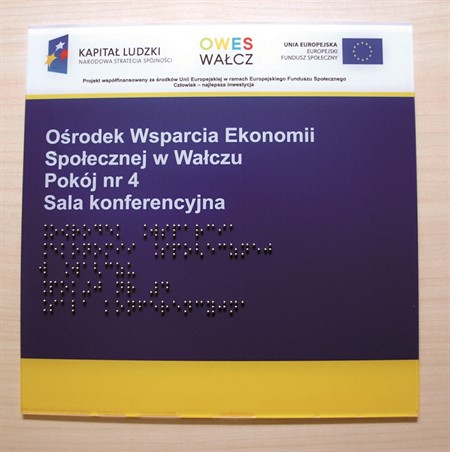 KAPITAŁ LUDZKI
NARODOWA STRATEGIA SPÓJNOŚCI
OWES
WAŁCZ
UNIA EUROPEJSKA
EUROPEJSKI
FUNDUSZ SPOŁECZNY
Projekt współfinansowany ze środków Unii Europejskiej w ramach Europejskiego Funduszu Społecznego
Człowiek – najlepsza inwestycja
Ośrodek Wsparcia Ekonomii
Społecznej w Wałczu
Pokój nr 4
Sala konferencyjna